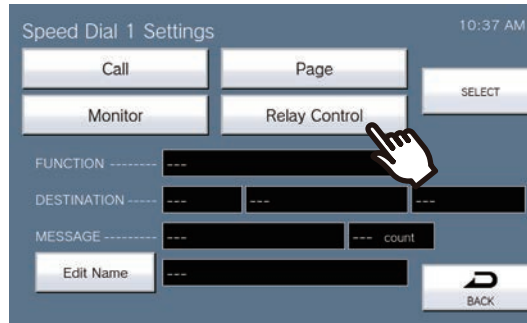 Speed Dial 1 Settings 10:37 AM
Call Page
SELECT
Monitor Relay Control
FUNCTION -------- ---
DESTINATION ----- --- --- ---
MESSAGE --------- --- --- count
Edit Name ---
BACK